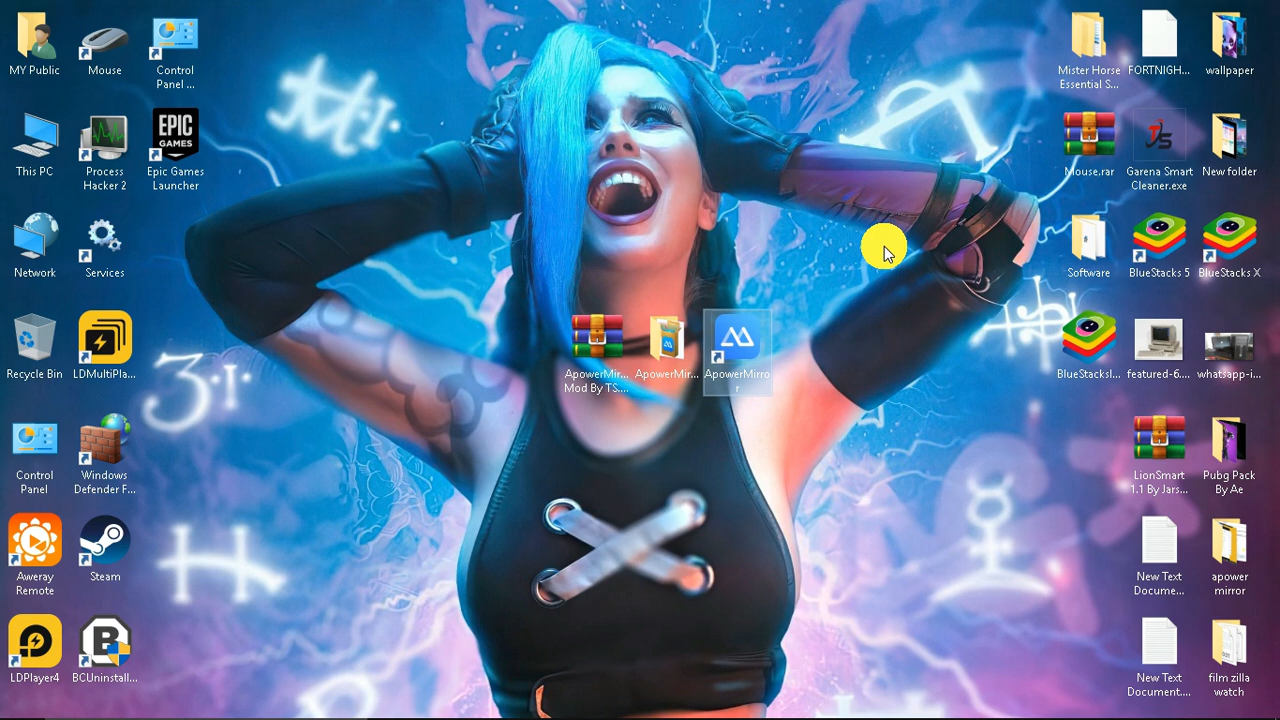 MY Public
Mouse
Control
Panel ...
This PC
Process
Hacker 2
EPIC
GAMES
Epic Games
Launcher
Network
Services
Recycle Bin
LDMultiPla...
Control
Panel
Windows
Defender F...
Aweray
Remote
Steam
LDPlayer4
B
BCUninstall...
ApowerMir...
Mod By TS....
ApowerMir...
ApowerMirro
r
Mister Horse
Essential S...
FORTNIGH...
wallpaper
Mouse.rar
Garena Smart
Cleaner.exe
New folder
Software
BlueStacks 5
BlueStacks X
BlueStacksI...
featured-6....
whatsapp-i...
LionSmart
1.1 By Jars...
Pubg Pack
By Ae
New Text
Docume...
apower
mirror
New Text
Document....
film zilla
watch